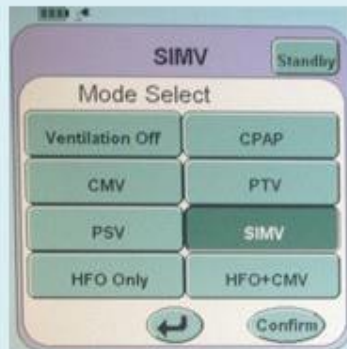 SIMV Standby
Mode Select
Ventilation Off CPAP
CMV PTV
PSV SIMV
HFO Only HFO+CMV
Confirm